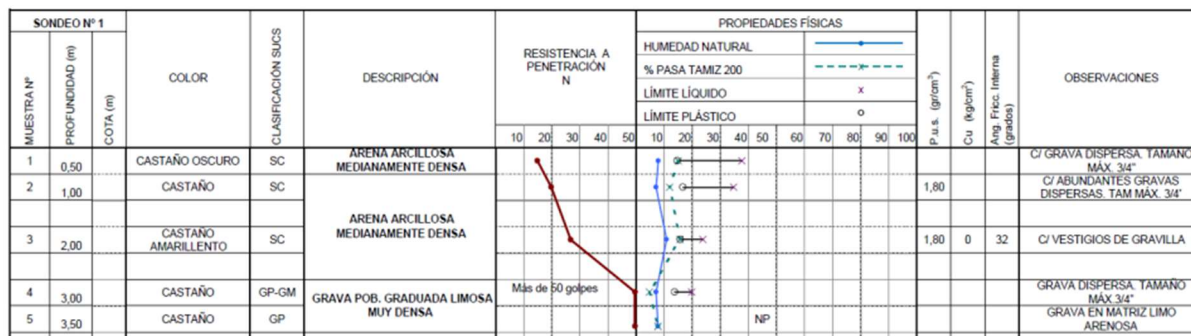 SONDEO Nº 1
PROPIEDADES FÍSICAS
MUESTRA Nº
PROFUNDIDAD (m)
COTA (m)
COLOR
CLASIFICACIÓN SUCS
DESCRIPCIÓN
RESISTENCIA A
PENETRACIÓN
N
HUMEDAD NATURAL
% PASA TAMIZ 200
LÍMITE LÍQUIDO
LÍMITE PLÁSTICO
P.u.s. (gr/cm³)
Cu (kg/cm²)
Ang. Fricc. Interna
(grados)
OBSERVACIONES
10 20 30 40 50 10 20 30 40 50 60 70 80 90 100
1 0,50 CASTAÑO OSCURO SC ARENA ARCILLOSA
MEDIANAMENTE DENSA
C/ GRAVA DISPERSA. TAMAÑO
MÁX. 3/4"
2 1,00 CASTAÑO SC 1,80 C/ ABUNDANTES GRAVAS
DISPERSAS. TAM MÁX. 3/4"
ARENA ARCILLOSA
MEDIANAMENTE DENSA
3 2,00 CASTAÑO
AMARILLENTO
SC 1,80 0 32 C/ VESTIGIOS DE GRAVILLA
4 3,00 CASTAÑO GP-GM Más de 50 golpes GRAVA DISPERSA. TAMAÑO
MÁX.3/4"
GRAVA POB. GRADUADA LIMOSA
MUY DENSA
5 3,50 CASTAÑO GP NP GRAVA EN MATRIZ LIMO
ARENOSA